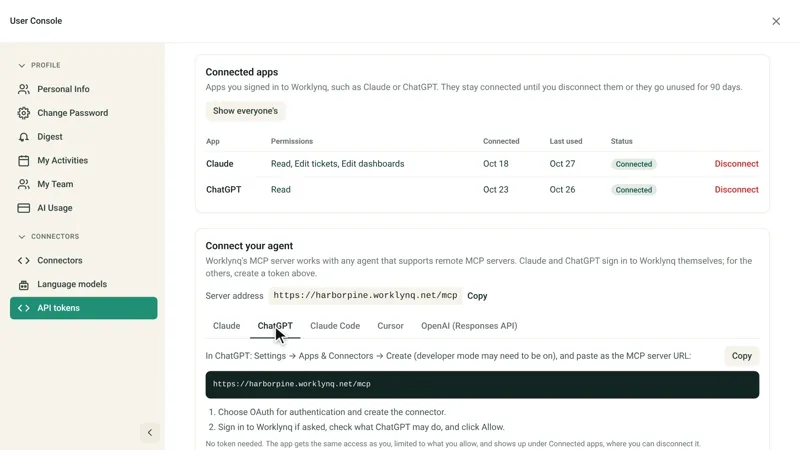 User Console
PROFILE
Personal Info
Change Password
Digest
My Activities
My Team
AI Usage
CONNECTORS
Connectors
Language models
API tokens
Connected apps
Apps you signed in to Worklynq, such as Claude or ChatGPT. They stay connected until you disconnect them or they go unused for 90 days.
Show everyone's
App Permissions Connected Last used Status
Claude Read, Edit tickets, Edit dashboards Oct 18 Oct 27 Connected Disconnect
ChatGPT Read Oct 23 Oct 26 Connected Disconnect
Connect your agent
Worklynq's MCP server works with any agent that supports remote MCP servers. Claude and ChatGPT sign in to Worklynq themselves; for the
others, create a token above.
Server address https://harborpine.worklynq.net/mcp Copy
Claude ChatGPT Claude Code Cursor OpenAI (Responses API)
In ChatGPT: Settings → Apps & Connectors → Create (developer mode may need to be on), and paste as the MCP server URL: Copy
https://harborpine.worklynq.net/mcp
1. Choose OAuth for authentication and create the connector.
2. Sign in to Worklynq if asked, check what ChatGPT may do, and click Allow.
No token needed. The app gets the same access as you, limited to what you allow, and shows up under Connected apps, where you can disconnect it.